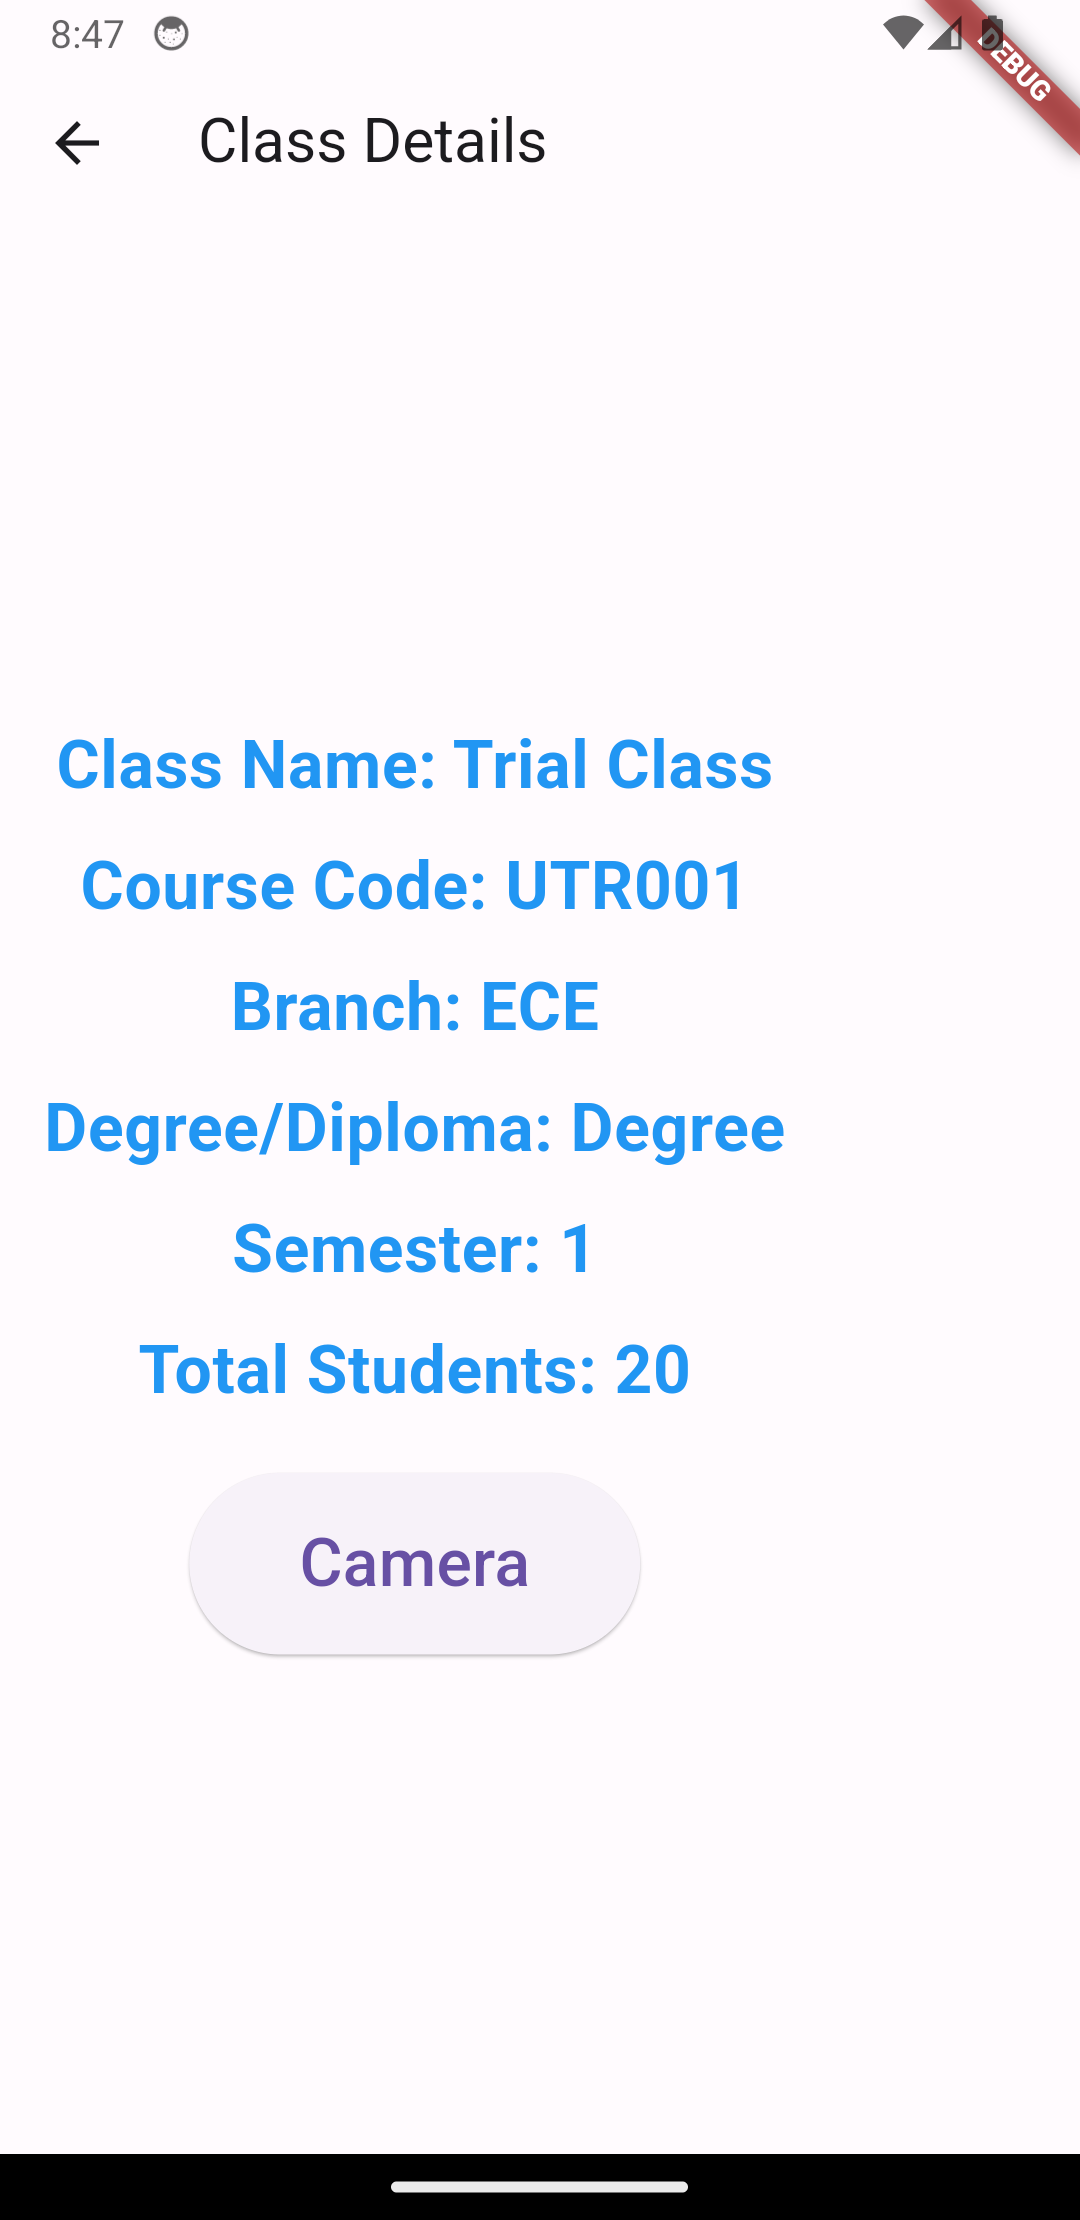 8:47
DEBUG
Class Details
Class Name: Trial Class
Course Code: UTR001
Branch: ECE
Degree/Diploma: Degree
Semester: 1
Total Students: 20
Camera